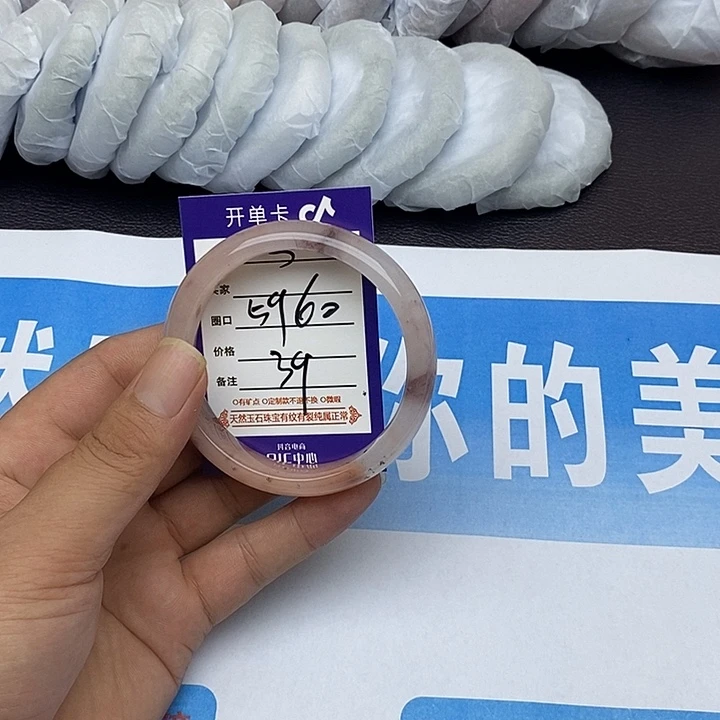 开单卡
家
圈口 5960
价格
备注 39
有矿点 定制款不退不换 微瑕
天然玉石珠宝有纹有裂纯属正常
抖音电商
你的美